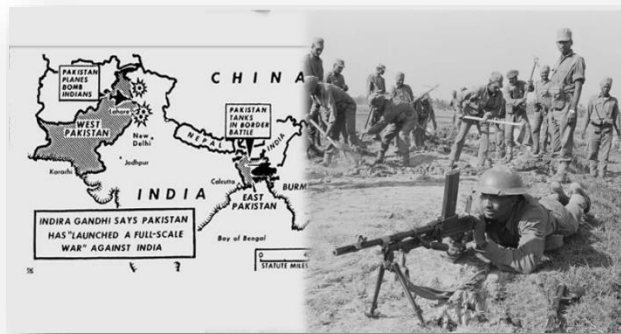 PAKISTAN
PLANES
BOMB
INDIANS
CHINA
PAKISTAN
TANKS
IN BORDER
BATTLE
Lahore
WEST
PAKISTAN
New
Delhi
Jodhpur
NEPAL
INDIA
Karachi
Calcutta
INDIA
BURM
EAST
PAKISTAN
INDIRA GANDHI SAYS PAKISTAN
HAS "LAUNCHED A FULL-SCALE
WAR" AGAINST INDIA
Bay of Bengal
0
STATUTE MILES